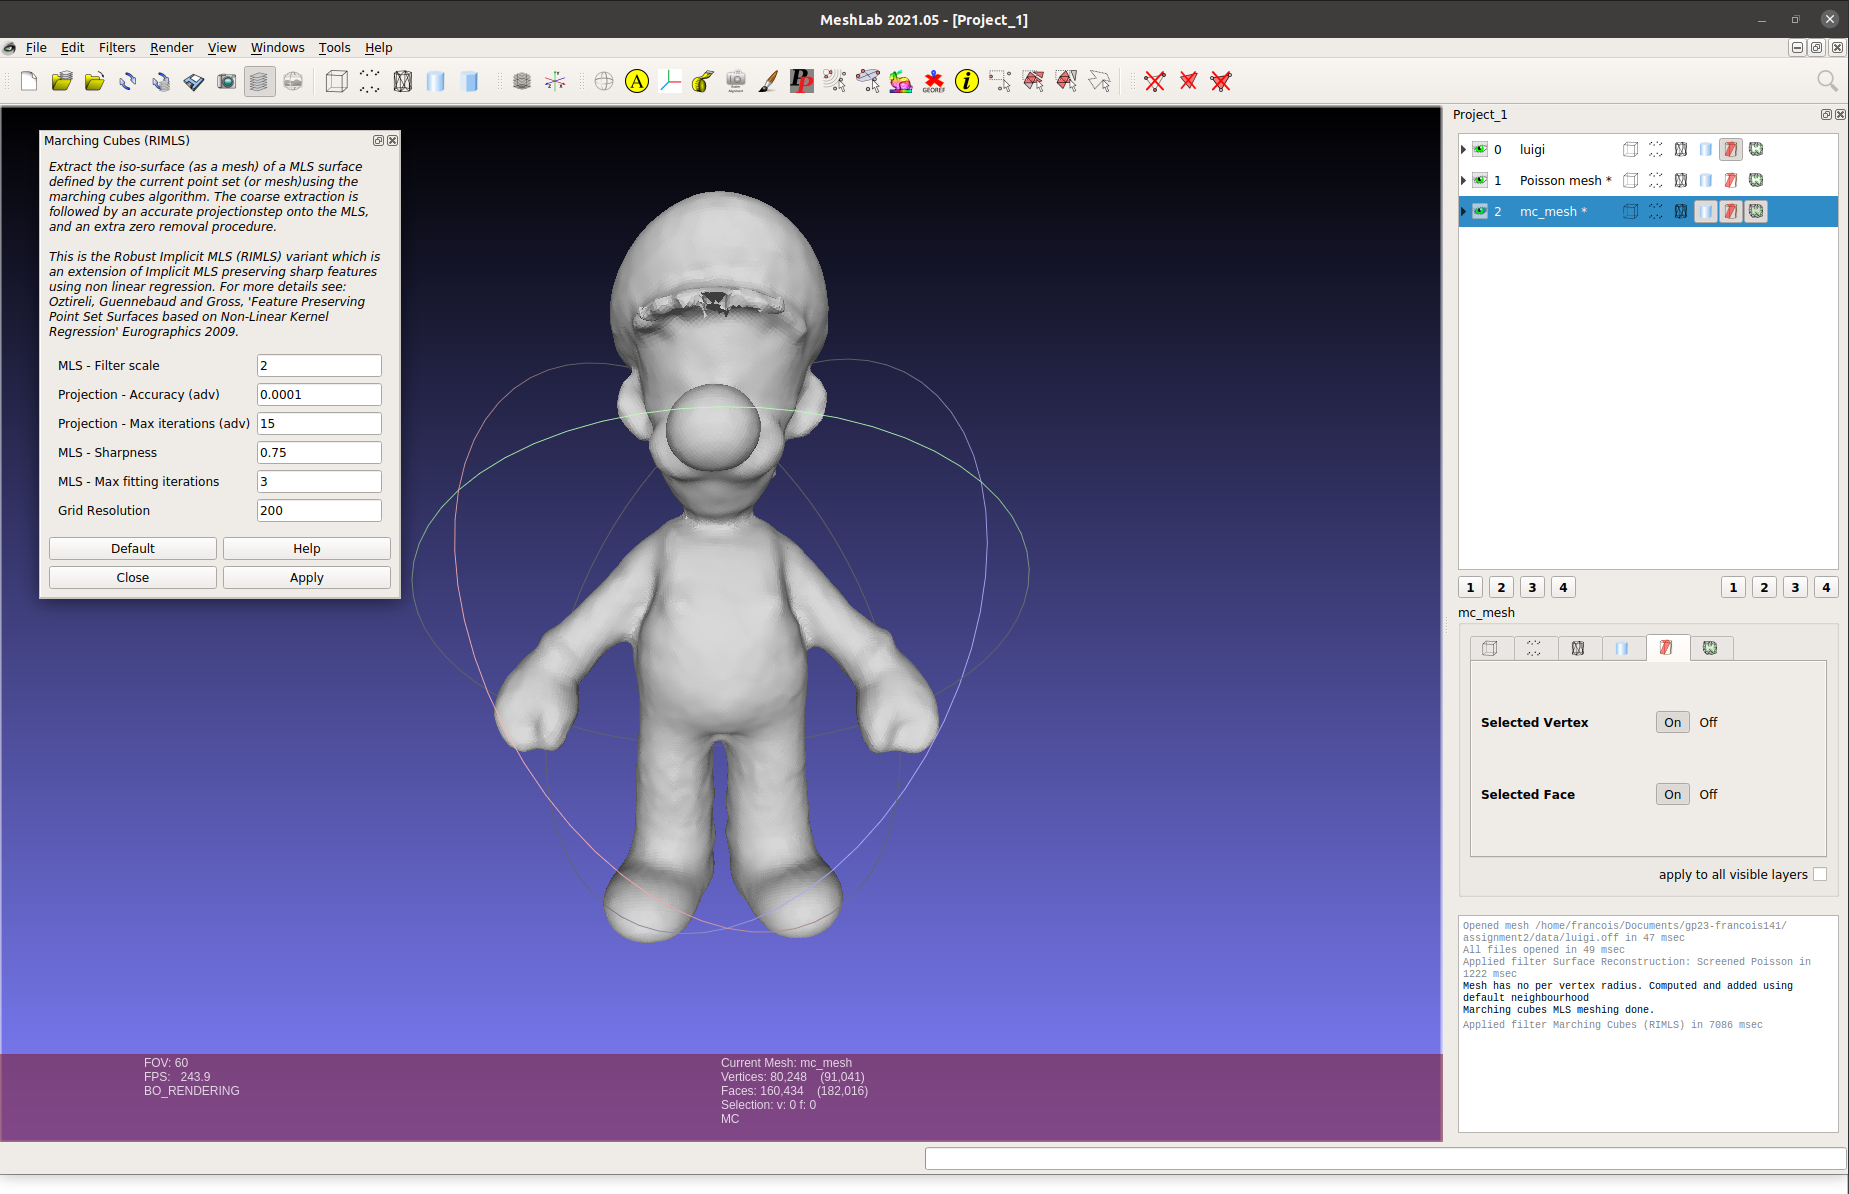 MeshLab 2021.05 - [Project_1]
File Edit Filters Render View Windows Tools Help
A
PP
GEOREF
i
Marching Cubes (RIMLS)
Extract the iso-surface (as a mesh) of a MLS surface
defined by the current point set (or mesh)using the
marching cubes algorithm. The coarse extraction is
followed by an accurate projectionstep onto the MLS,
and an extra zero removal procedure.
This is the Robust Implicit MLS (RIMLS) variant which is
an extension of Implicit MLS preserving sharp features
using non linear regression. For more details see:
Oztireli, Guennebaud and Gross, 'Feature Preserving
Point Set Surfaces based on Non-Linear Kernel
Regression' Eurographics 2009.
MLS - Filter scale 2
Projection - Accuracy (adv) 0.0001
Projection - Max iterations (adv) 15
MLS - Sharpness 0.75
MLS - Max fitting iterations 3
Grid Resolution 200
Default Help
Close Apply
FOV: 60
FPS: 243.9
BO_RENDERING
Current Mesh: mc_mesh
Vertices: 80,248 (91,041)
Faces: 160,434 (182,016)
Selection: v: 0 f: 0
MC
Project_1
0 luigi
1 Poisson mesh *
2 mc_mesh *
1 2 3 4 1 2 3 4
mc_mesh
Selected Vertex On Off
Selected Face On Off
apply to all visible layers
Opened mesh /home/francois/Documents/gp23-francois141/
assignment2/data/luigi.off in 47 msec
All files opened in 49 msec
Applied filter Surface Reconstruction: Screened Poisson in
1222 msec
Mesh has no per vertex radius. Computed and added using
default neighbourhood
Marching cubes MLS meshing done.
Applied filter Marching Cubes (RIMLS) in 7086 msec